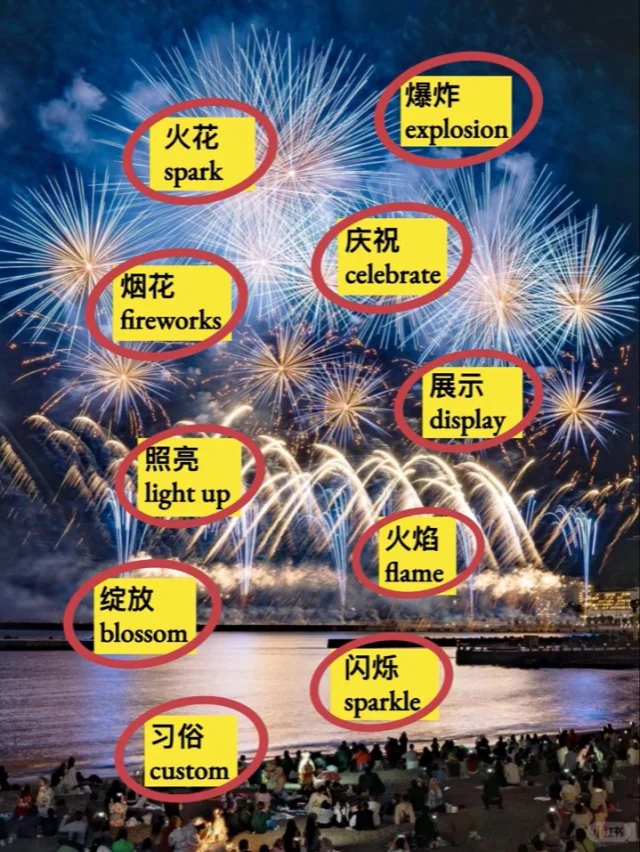 爆炸
explosion
火花
spark
庆祝
celebrate
烟花
fireworks
展示
display
照亮
light up
火焰
flame
绽放
blossom
闪烁
sparkle
习俗
custom
小红书